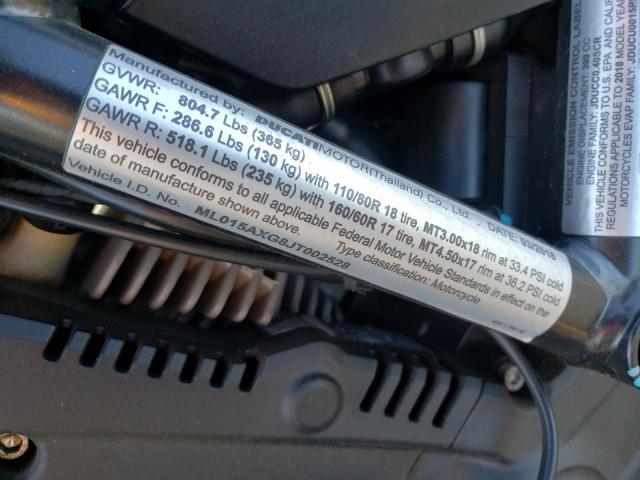 Manufactured by: DUCATI MOTOR (Thailand) Co., Ltd. DATE: 03/2018
GVWR: 804.7 Lbs (365 kg)
GAWR F: 286.6 Lbs (130 kg) with 110/80R 18 tire, MT3.00x18 rim at 33.4 PSI cold
GAWR R: 518.1 Lbs (235 kg) with 160/60R 17 tire, MT4.50x17 rim at 36.2 PSI cold
This vehicle conforms to all applicable Federal Motor Vehicle Standards in effect on the
date of manufacture shown above.
Vehicle I.D. No. ML015AXG8JT002528 Type classification: Motorcycle
VEHICLE EMISSION CONTROL LABEL
ENGINE DISPLACEMENT: 399 CC
ENGINE FAMILY: JDUCC0.40SCR
THIS VEHICLE CONFORMS TO U.S. EPA AND CALIF
REGULATIONS APPLICABLE TO 2018 MODEL YEAR
MOTORCYCLES EVAP FAMILY: JDUCU0015P